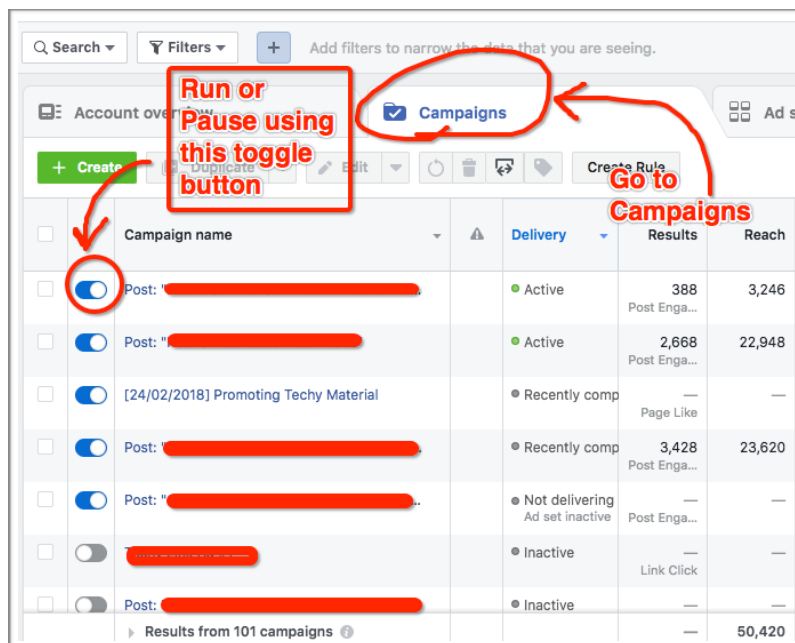 Search Filters + Add filters to narrow the data that you are seeing.
Run or
Pause using
this toggle
button
Account overview
Campaigns
Ad s
+ Create Duplicate Edit Create Rule
Go to
Campaigns
Campaign name Delivery Results Reach
Post: " . Active 388 3,246
Post Enga...
Post: " Active 2,668 22,948
Post Enga...
[24/02/2018] Promoting Techy Material Recently comp — —
Page Like
Post: " . Recently comp 3,428 23,620
Post Enga...
Post: " ... Not delivering — —
Ad set inactive Post Enga...
Inactive — —
Link Click
Post: Inactive — —
Results from 101 campaigns — 50,420